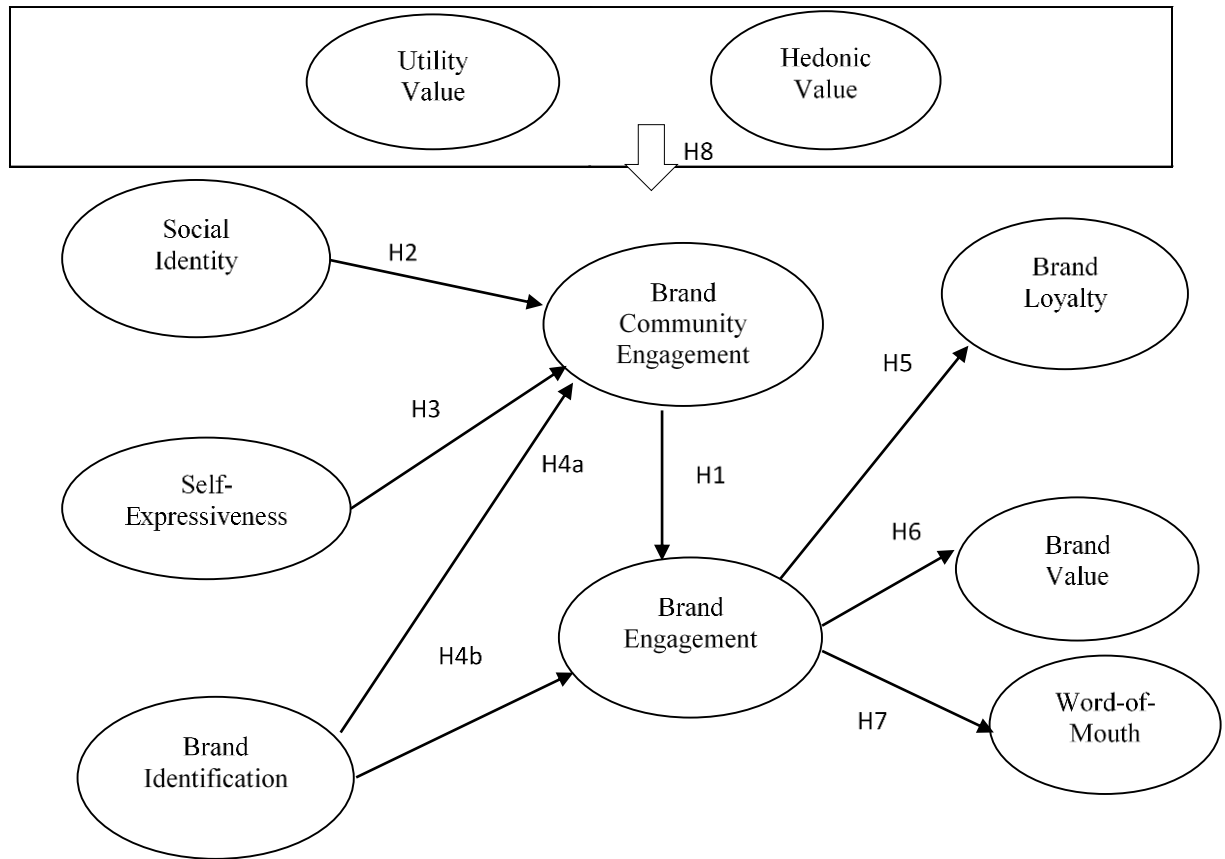 Utility
Value
Hedonic
Value
H8
Social
Identity
H2
Brand
Community
Engagement
Brand
Loyalty
H5
H3
Self-
Expressiveness
H4a
H1
H6
Brand
Value
Brand
Engagement
H4b
H7
Word-of-
Mouth
Brand
Identification